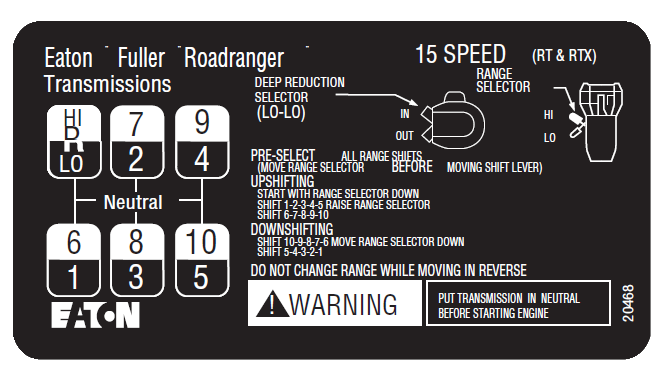 Eaton Fuller Roadranger
Transmissions
15 SPEED (RT & RTX)
DEEP REDUCTION
SELECTOR
(LO-LO)
IN
OUT
RANGE
SELECTOR
HI
LO
HI
R
LO
7
2
9
4
Neutral
6
1
8
3
10
5
PRE-SELECT ALL RANGE SHIFTS
(MOVE RANGE SELECTOR BEFORE MOVING SHIFT LEVER)
UPSHIFTING
START WITH RANGE SELECTOR DOWN
SHIFT 1-2-3-4-5 RAISE RANGE SELECTOR
SHIFT 6-7-8-9-10
DOWNSHIFTING
SHIFT 10-9-8-7-6 MOVE RANGE SELECTOR DOWN
SHIFT 5-4-3-2-1
DO NOT CHANGE RANGE WHILE MOVING IN REVERSE
EATON
WARNING
PUT TRANSMISSION IN NEUTRAL
BEFORE STARTING ENGINE
20468